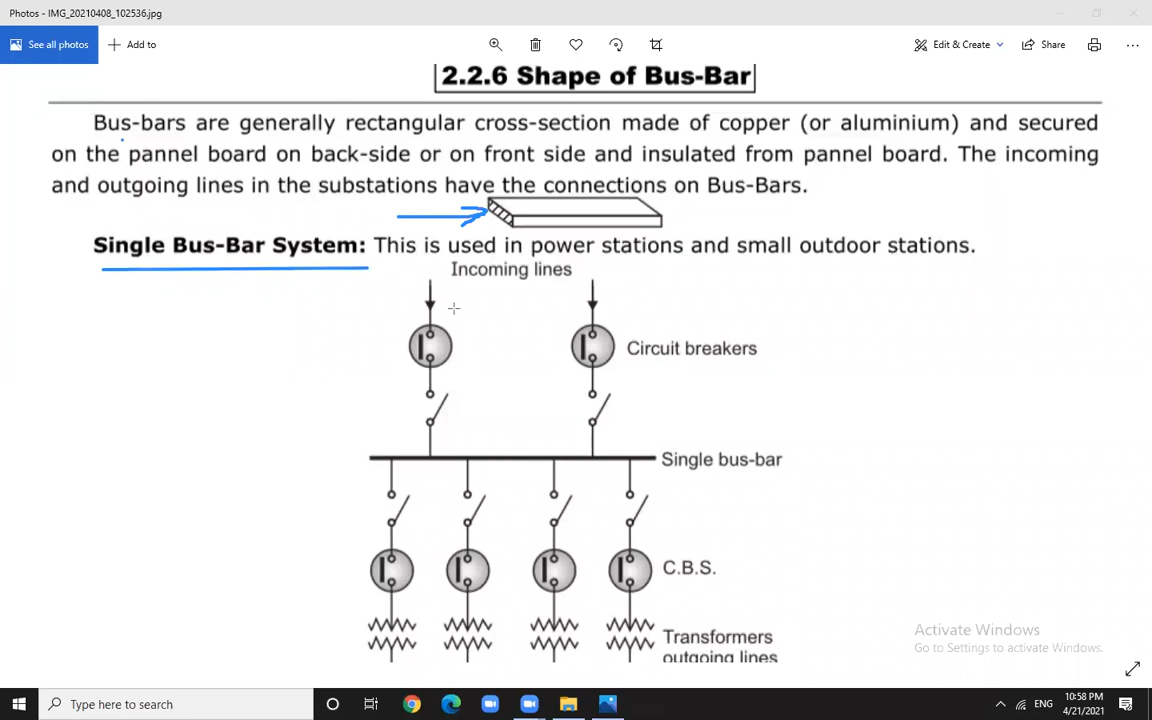 Photos - IMG_20210408_102536.jpg
See all photos
Add to
Edit & Create
Share
2.2.6 Shape of Bus-Bar
Bus-bars are generally rectangular cross-section made of copper (or aluminium) and secured
on the pannel board on back-side or on front side and insulated from pannel board. The incoming
and outgoing lines in the substations have the connections on Bus-Bars.
Single Bus-Bar System: This is used in power stations and small outdoor stations.
Incoming lines
Circuit breakers
Single bus-bar
C.B.S.
Transformers
outgoing lines
Activate Windows
Go to Settings to activate Windows.
Type here to search
ENG
10:58 PM
4/21/2021